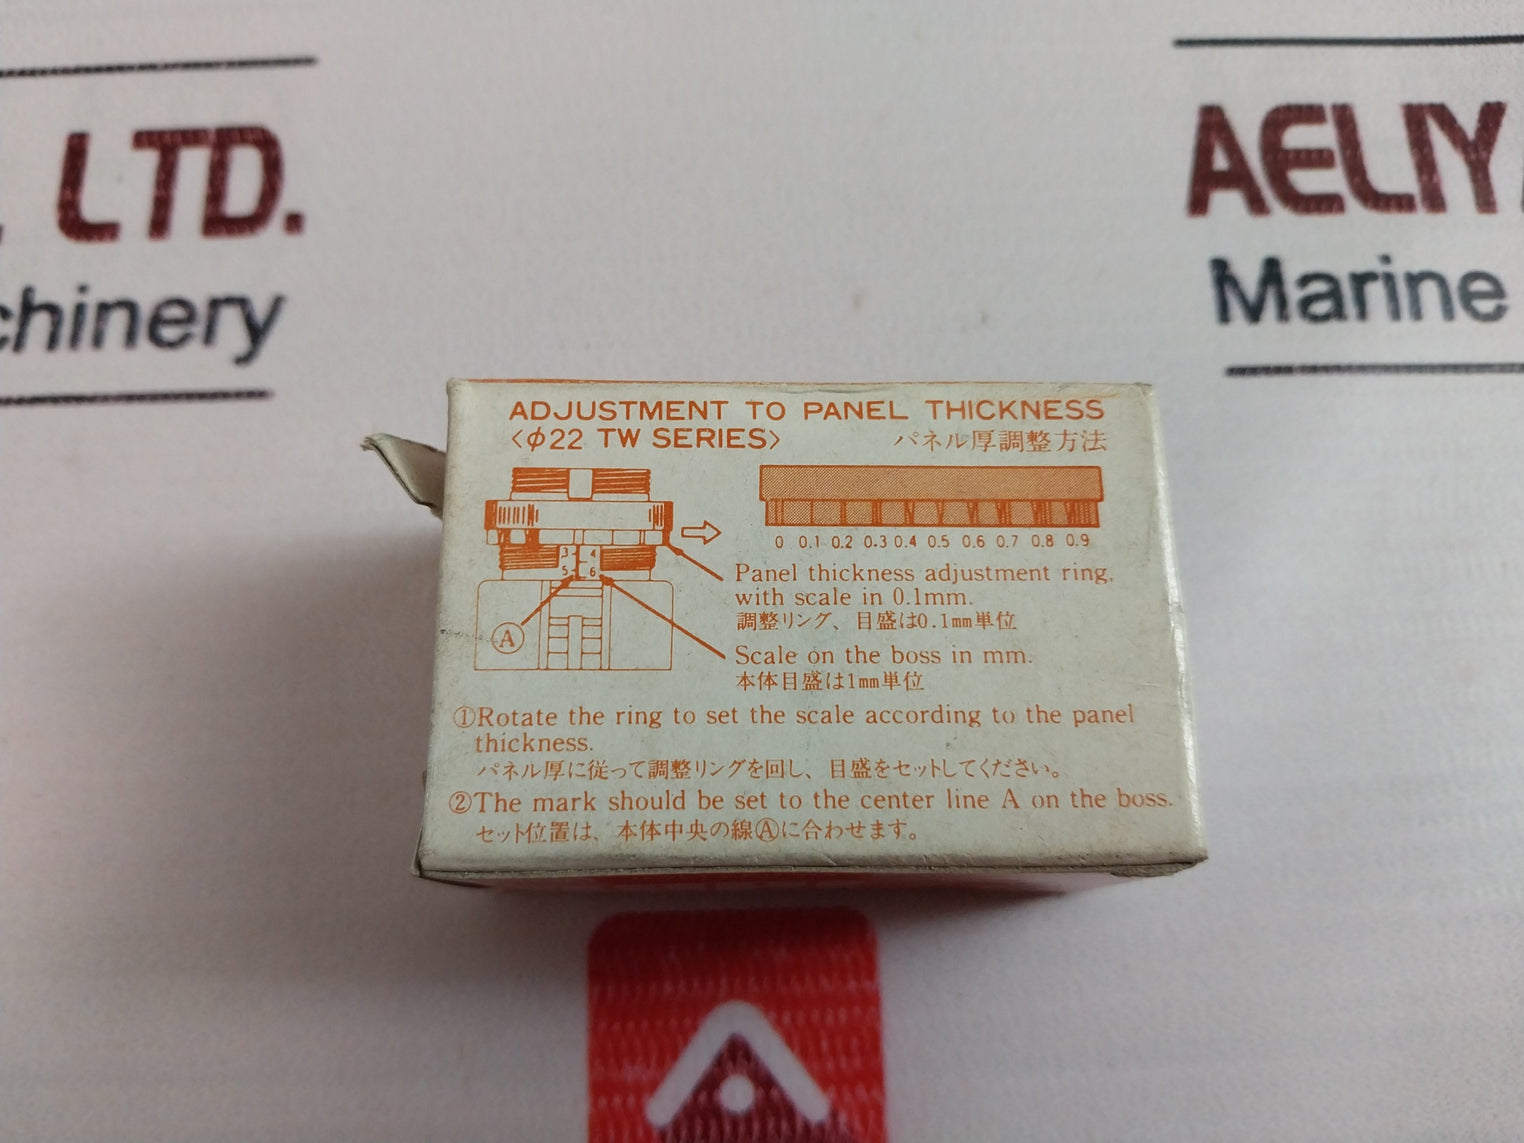 LTD.
chinery
AELIY
Marine
ADJUSTMENT TO PANEL THICKNESS
<ϕ22 TW SERIES>
パネル厚調整方法
0 0.1 0.2 0.3 0.4 0.5 0.6 0.7 0.8 0.9
3 4
5 6
A
Panel thickness adjustment ring,
with scale in 0.1mm.
調整リング、目盛は0.1mm単位
Scale on the boss in mm.
本体目盛は1mm単位
①Rotate the ring to set the scale according to the panel
thickness.
パネル厚に従って調整リングを回し、目盛をセットしてください。
②The mark should be set to the center line A on the boss.
セット位置は、本体中央の線Ⓐに合わせます。